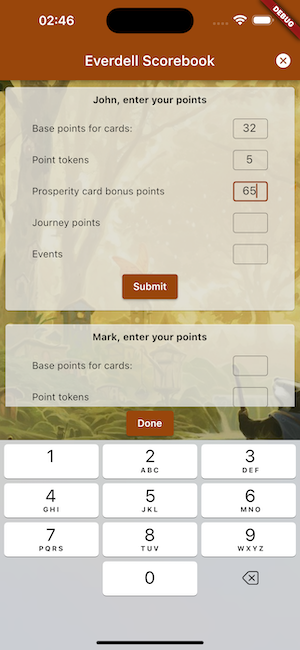 02:46
DEBUG
Everdell Scorebook
John, enter your points
Base points for cards: 32
Point tokens 5
Prosperity card bonus points 65
Journey points
Events
Submit
Mark, enter your points
Base points for cards:
Point tokens
Done
1 2 3
ABC DEF
4 5 6
GHI JKL MNO
7 8 9
PQRS TUV WXYZ
0